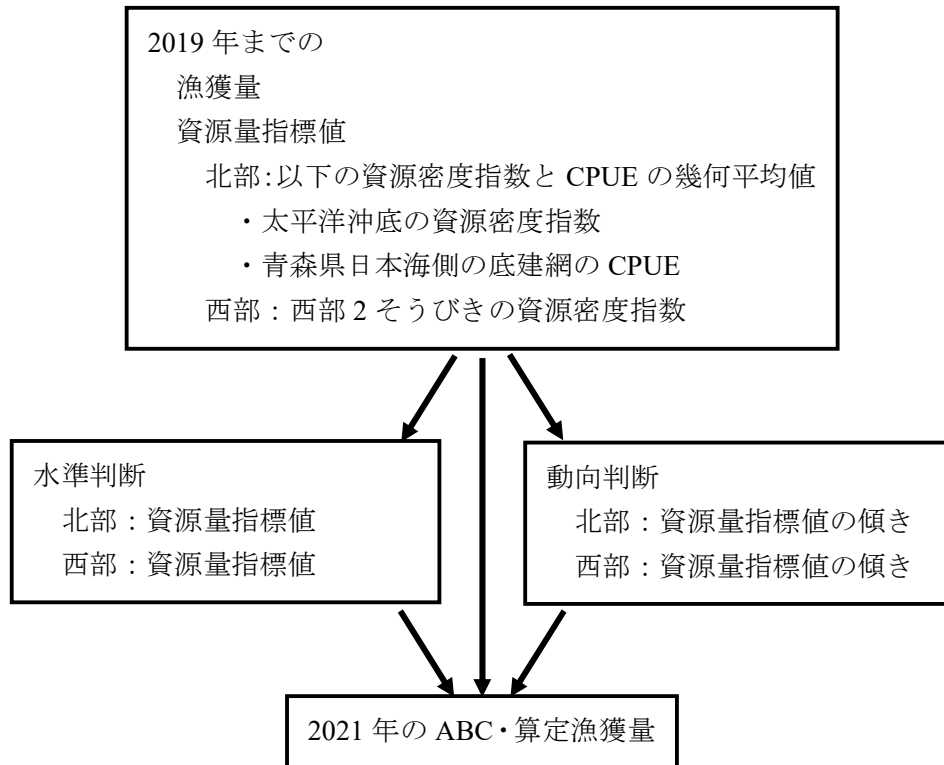 2019 年までの
漁獲量
資源量指標値
北部：以下の資源密度指数と CPUE の幾何平均値
・太平洋沖底の資源密度指数
・青森県日本海側の底建網の CPUE
西部：西部 2 そうびきの資源密度指数
水準判断
北部：資源量指標値
西部：資源量指標値
動向判断
北部：資源量指標値の傾き
西部：資源量指標値の傾き
2021 年の ABC・算定漁獲量